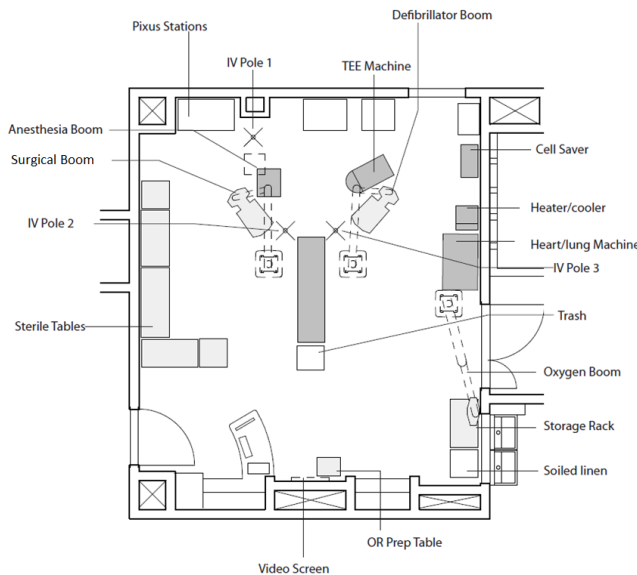 Defibrillator Boom
Pixus Stations
IV Pole 1
TEE Machine
Anesthesia Boom
Cell Saver
Surgical Boom
Heater/cooler
IV Pole 2
Heart/lung Machine
IV Pole 3
Trash
Sterile Tables
Oxygen Boom
Storage Rack
Soiled linen
OR Prep Table
Video Screen